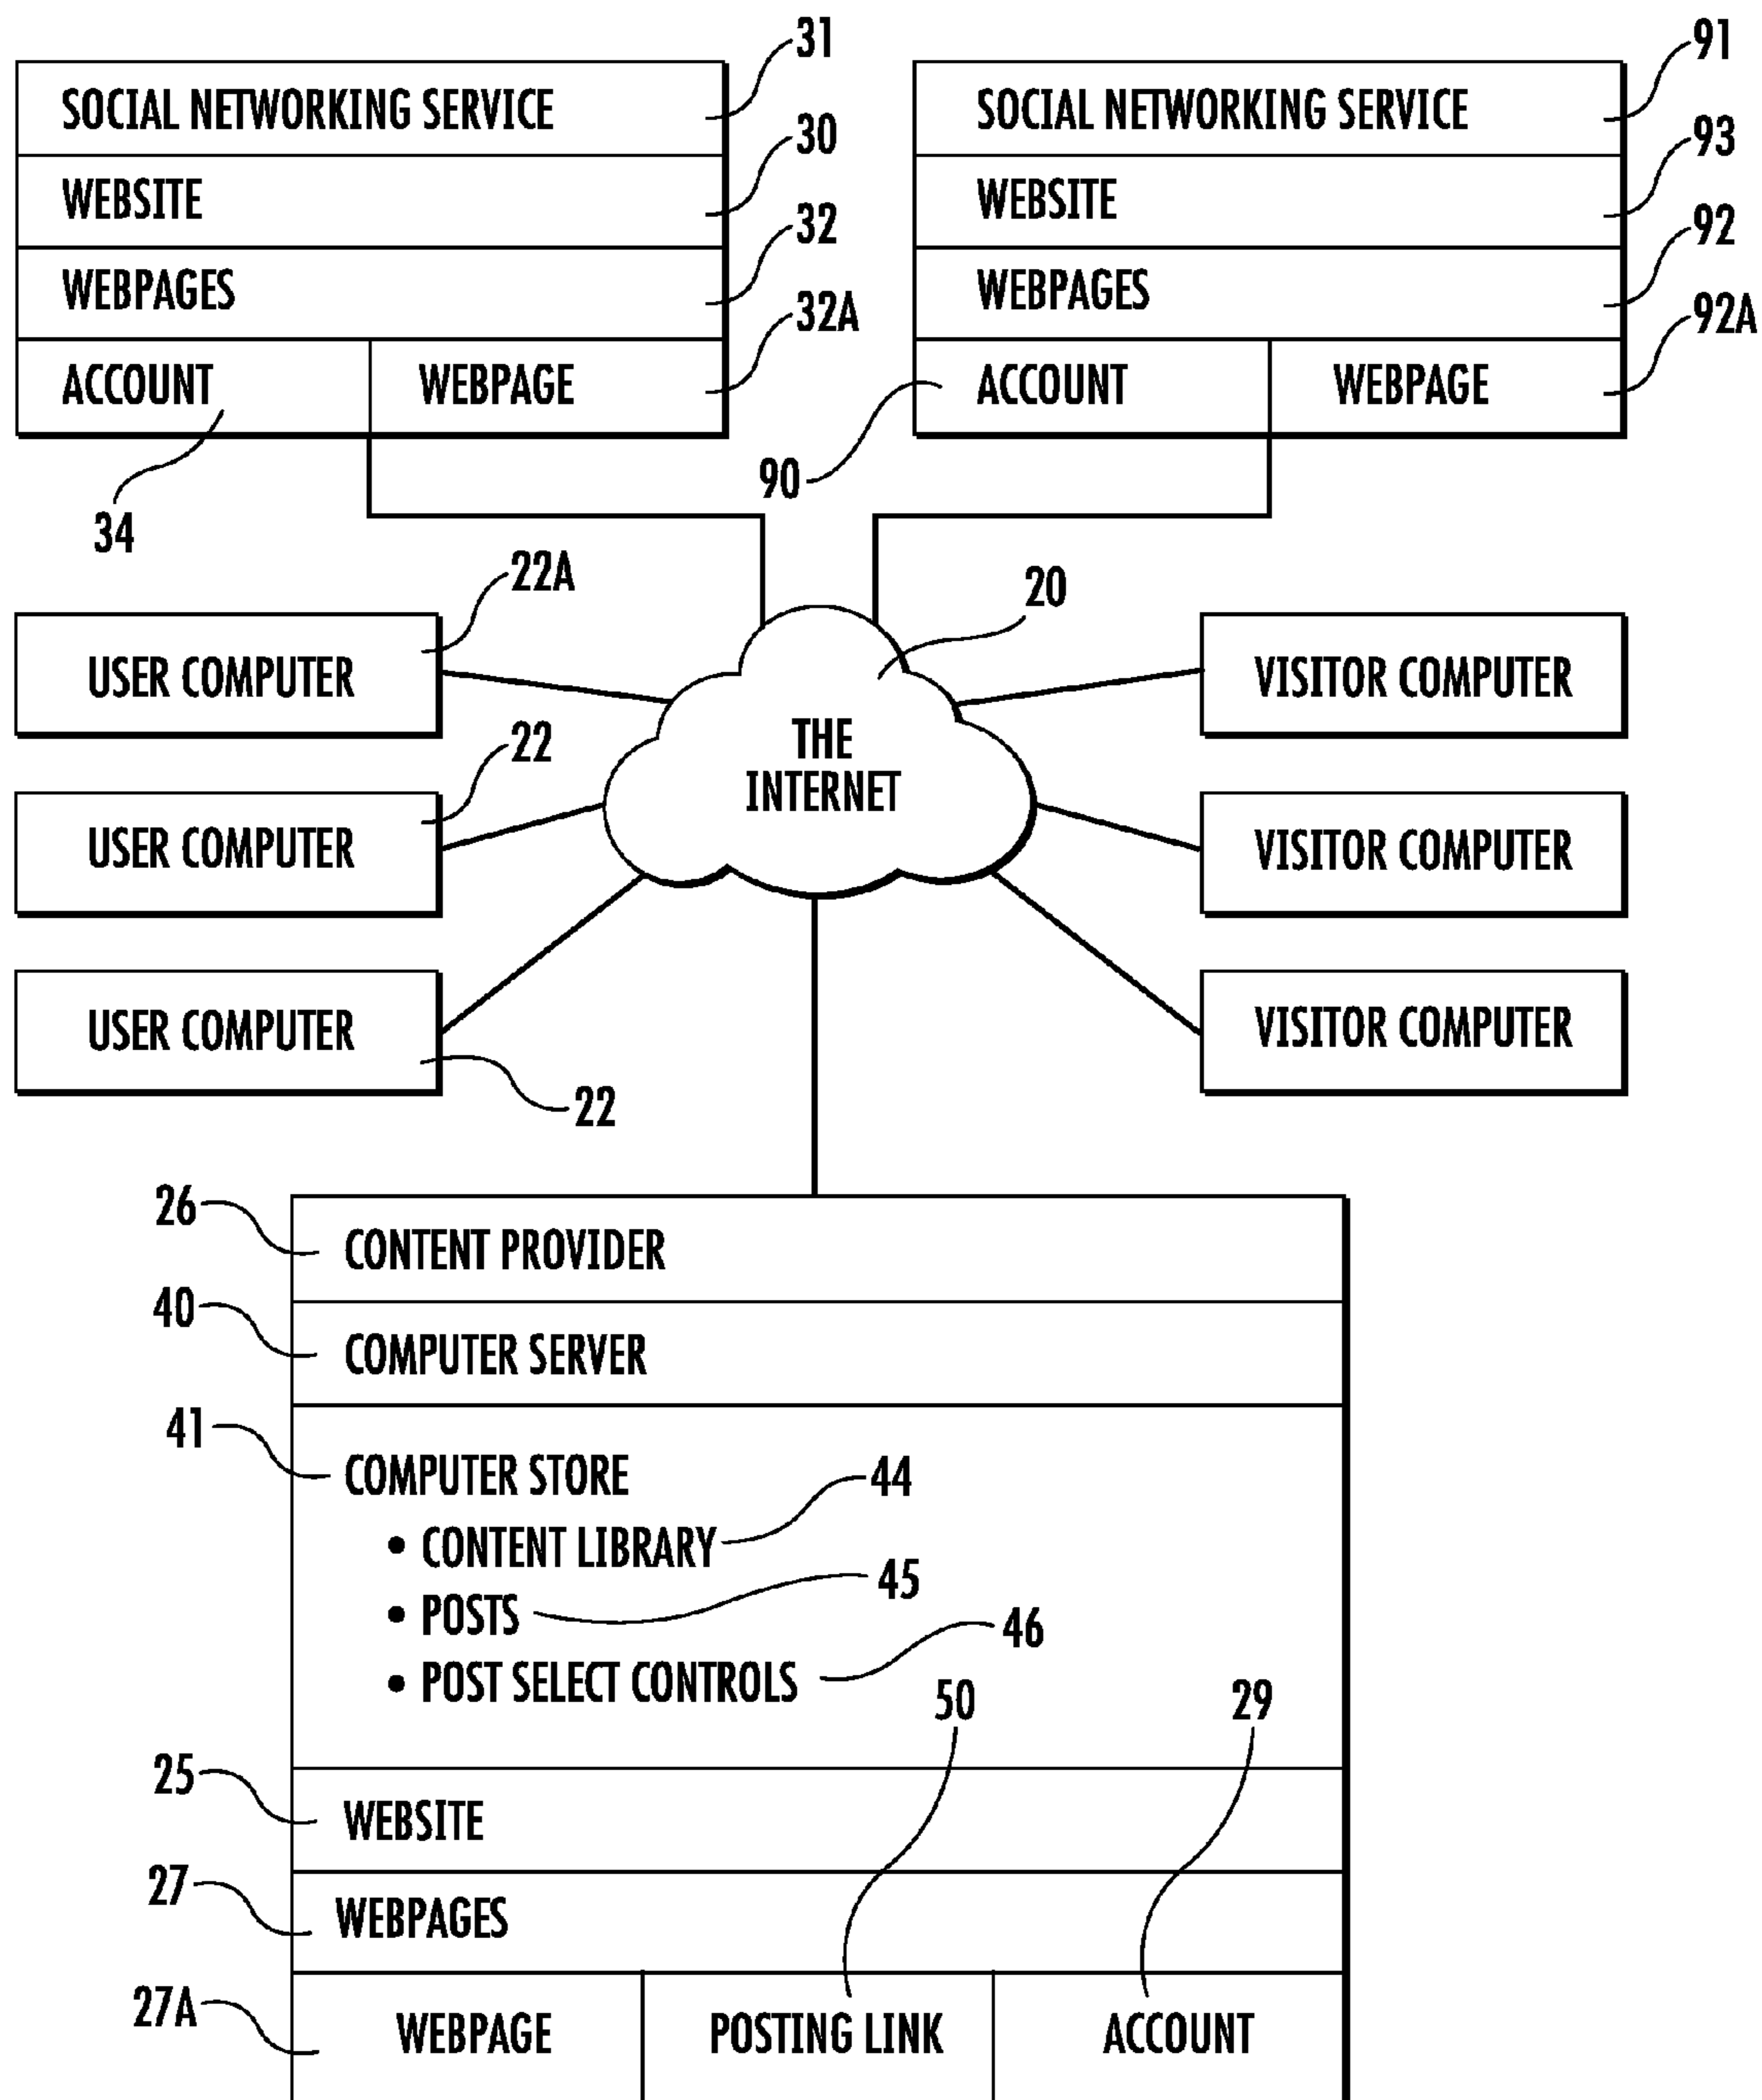 31
SOCIAL NETWORKING SERVICE
30
WEBSITE
32
WEBPAGES
32A
ACCOUNT
WEBPAGE
34
91
SOCIAL NETWORKING SERVICE
93
WEBSITE
92
WEBPAGES
92A
ACCOUNT
WEBPAGE
90
22A
USER COMPUTER
22
USER COMPUTER
USER COMPUTER
22
20
THE
INTERNET
VISITOR COMPUTER
VISITOR COMPUTER
VISITOR COMPUTER
26
CONTENT PROVIDER
40
COMPUTER SERVER
41
COMPUTER STORE
• CONTENT LIBRARY
44
• POSTS
45
• POST SELECT CONTROLS
46
50
29
25
WEBSITE
27
WEBPAGES
27A
WEBPAGE
POSTING LINK
ACCOUNT